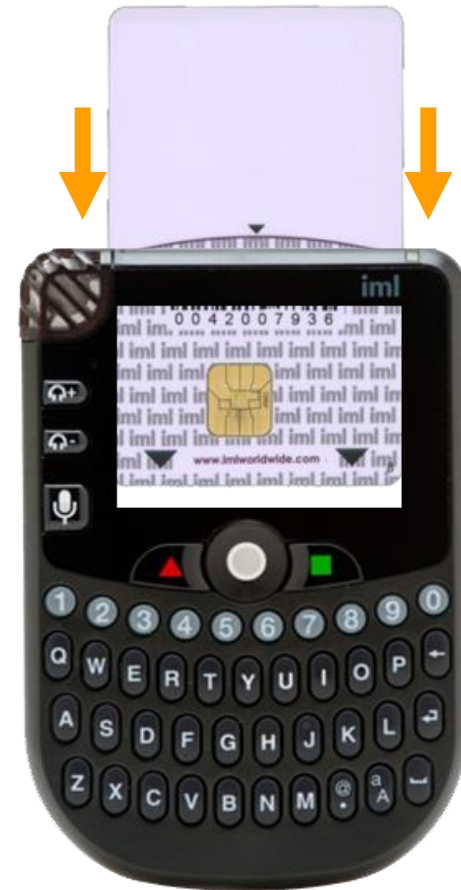 iml
0042007936
iml iml iml iml iml iml iml iml
www.imlworldwide.com
1 2 3 4 5 6 7 8 9 0
Q W E R T Y U I O P ←
A S D F G H J K L
Z X C V B N M @ . a A